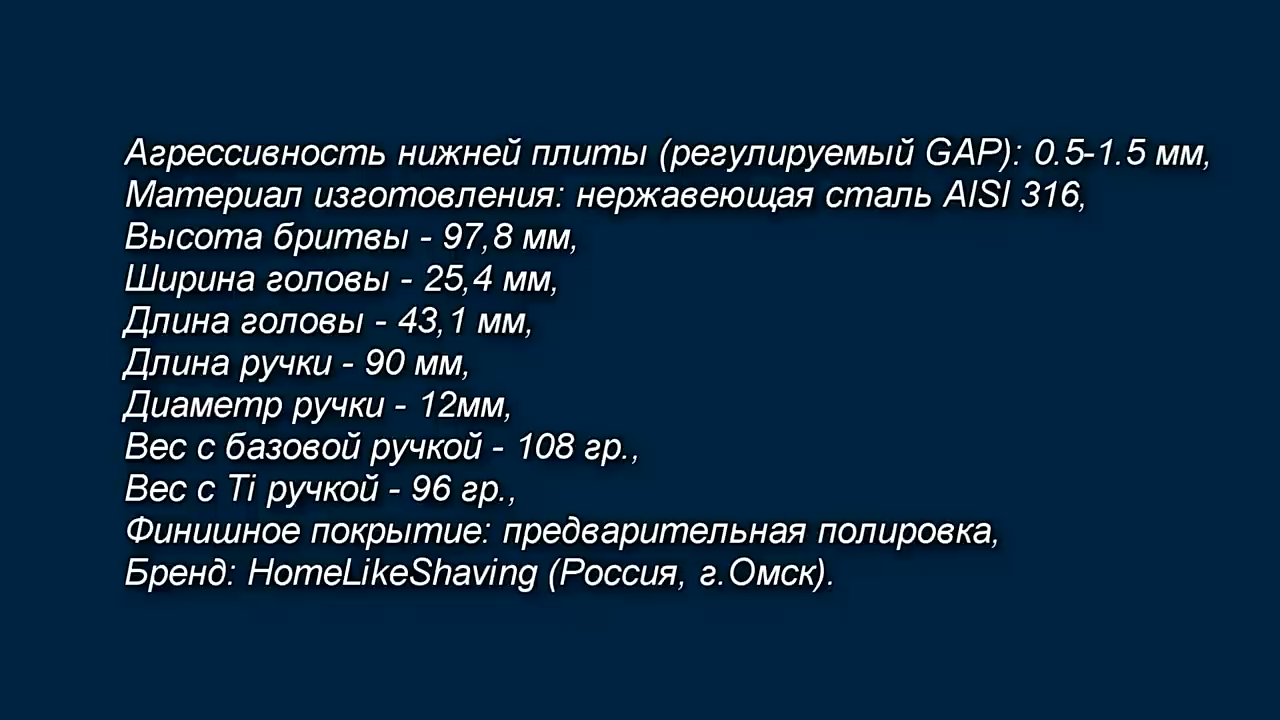 Агрессивность нижней плиты (регулируемый GAP): 0.5-1.5 мм,
Материал изготовления: нержавеющая сталь AISI 316,
Высота бритвы - 97,8 мм,
Ширина головы - 25,4 мм,
Длина головы - 43,1 мм,
Длина ручки - 90 мм,
Диаметр ручки - 12мм,
Вес с базовой ручкой - 108 гр.,
Вес с Ti ручкой - 96 гр.,
Финишное покрытие: предварительная полировка,
Бренд: HomeLikeShaving (Россия, г.Омск).